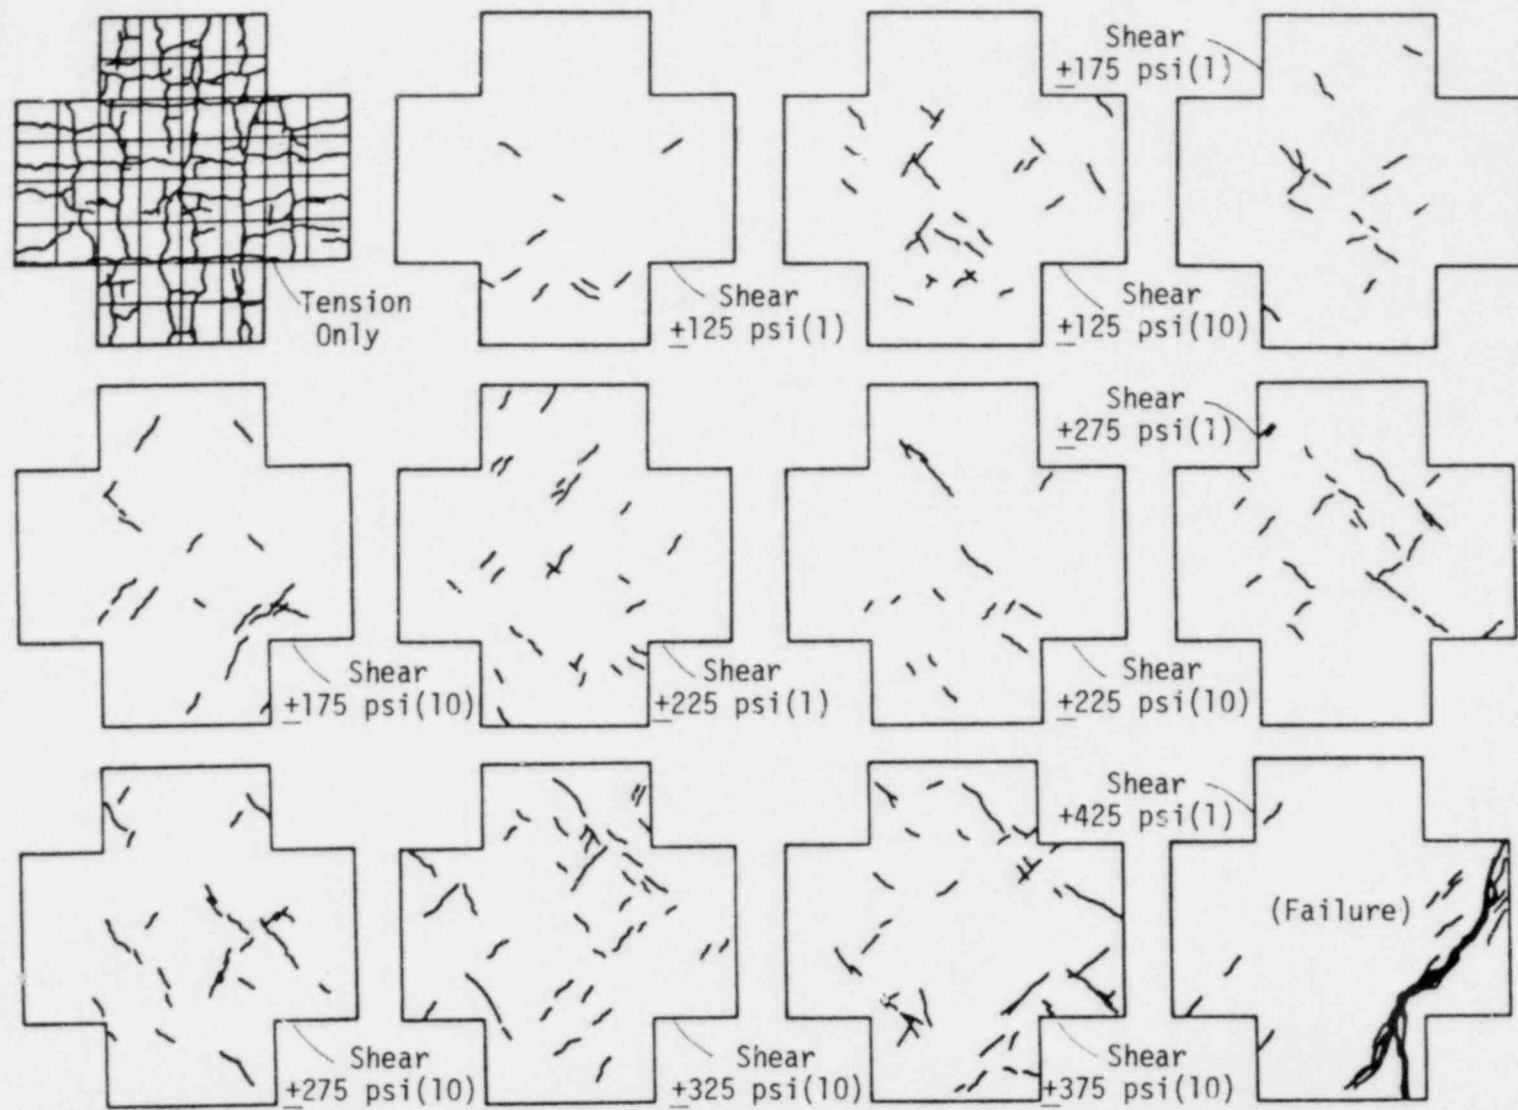 Tension
Only
Shear
±125 psi(1)
Shear
±125 psi(10)
Shear
±175 psi(1)
Shear
±175 psi(10)
Shear
±225 psi(1)
Shear
±225 psi(10)
Shear
±275 psi(1)
Shear
±275 psi(10)
Shear
±325 psi(10)
Shear
±375 psi(10)
Shear
+425 psi(1)
(Failure)